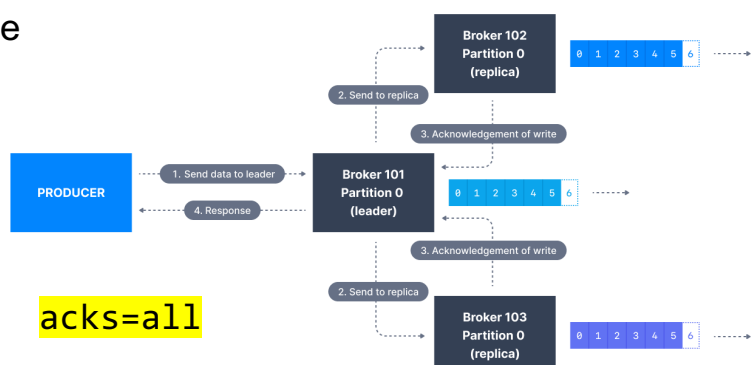 e
Broker 102
Partition 0
(replica)
0 1 2 3 4 5 6
2. Send to replica
3. Acknowledgement of write
PRODUCER
1. Send data to leader
4. Response
Broker 101
Partition 0
(leader)
0 1 2 3 4 5 6
3. Acknowledgement of write
2. Send to replica
acks=all
Broker 103
Partition 0
(replica)
0 1 2 3 4 5 6